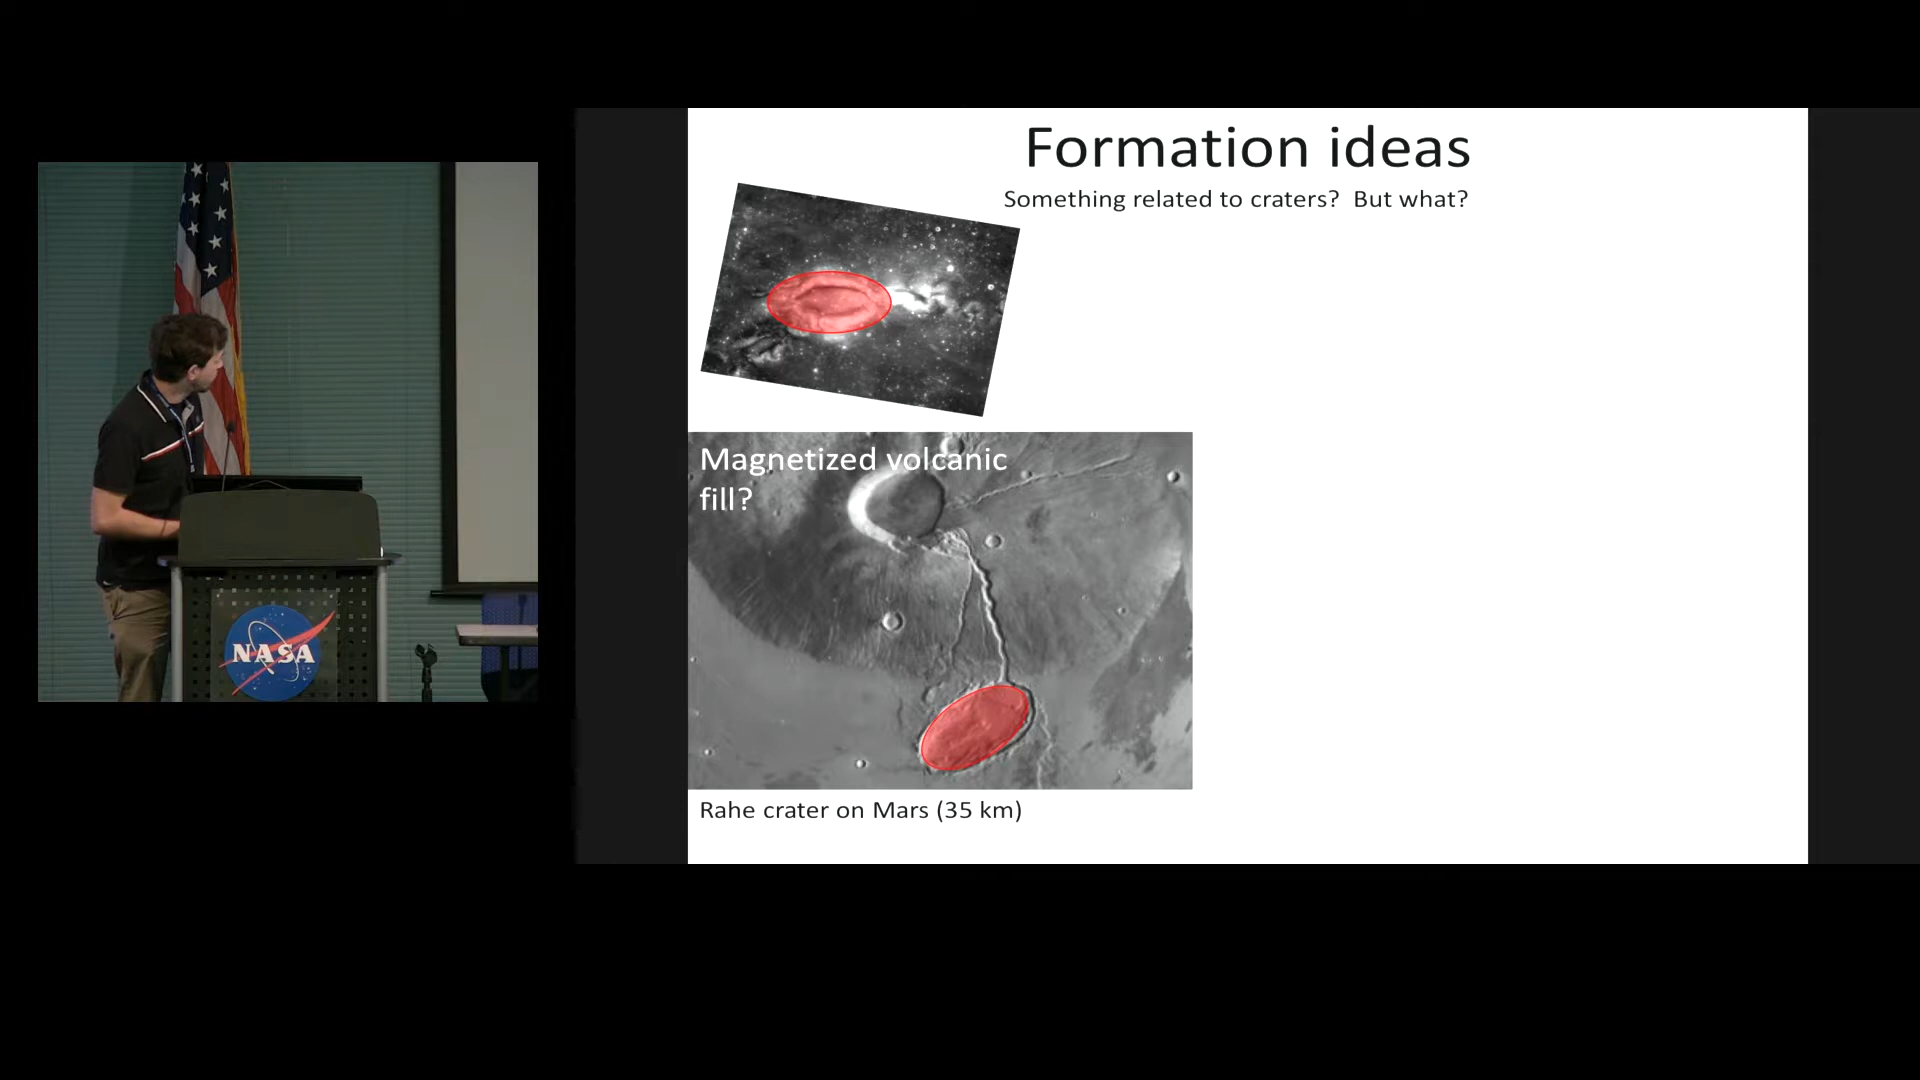 Formation ideas
Something related to craters? But what?
Magnetized volcanic
fill?
Rahe crater on Mars (35 km)
NASA